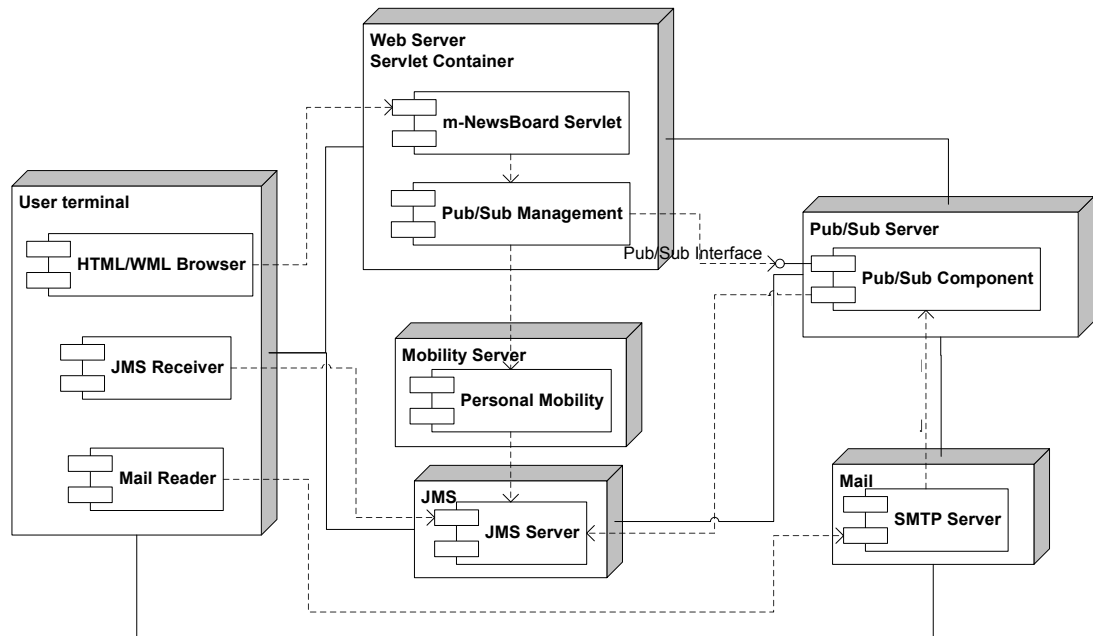 Web Server
Servlet Container
m-NewsBoard Servlet
Pub/Sub Management
User terminal
HTML/WML Browser
JMS Receiver
Mail Reader
Pub/Sub Interface
Pub/Sub Server
Pub/Sub Component
Mobility Server
Personal Mobility
JMS
JMS Server
Mail
SMTP Server